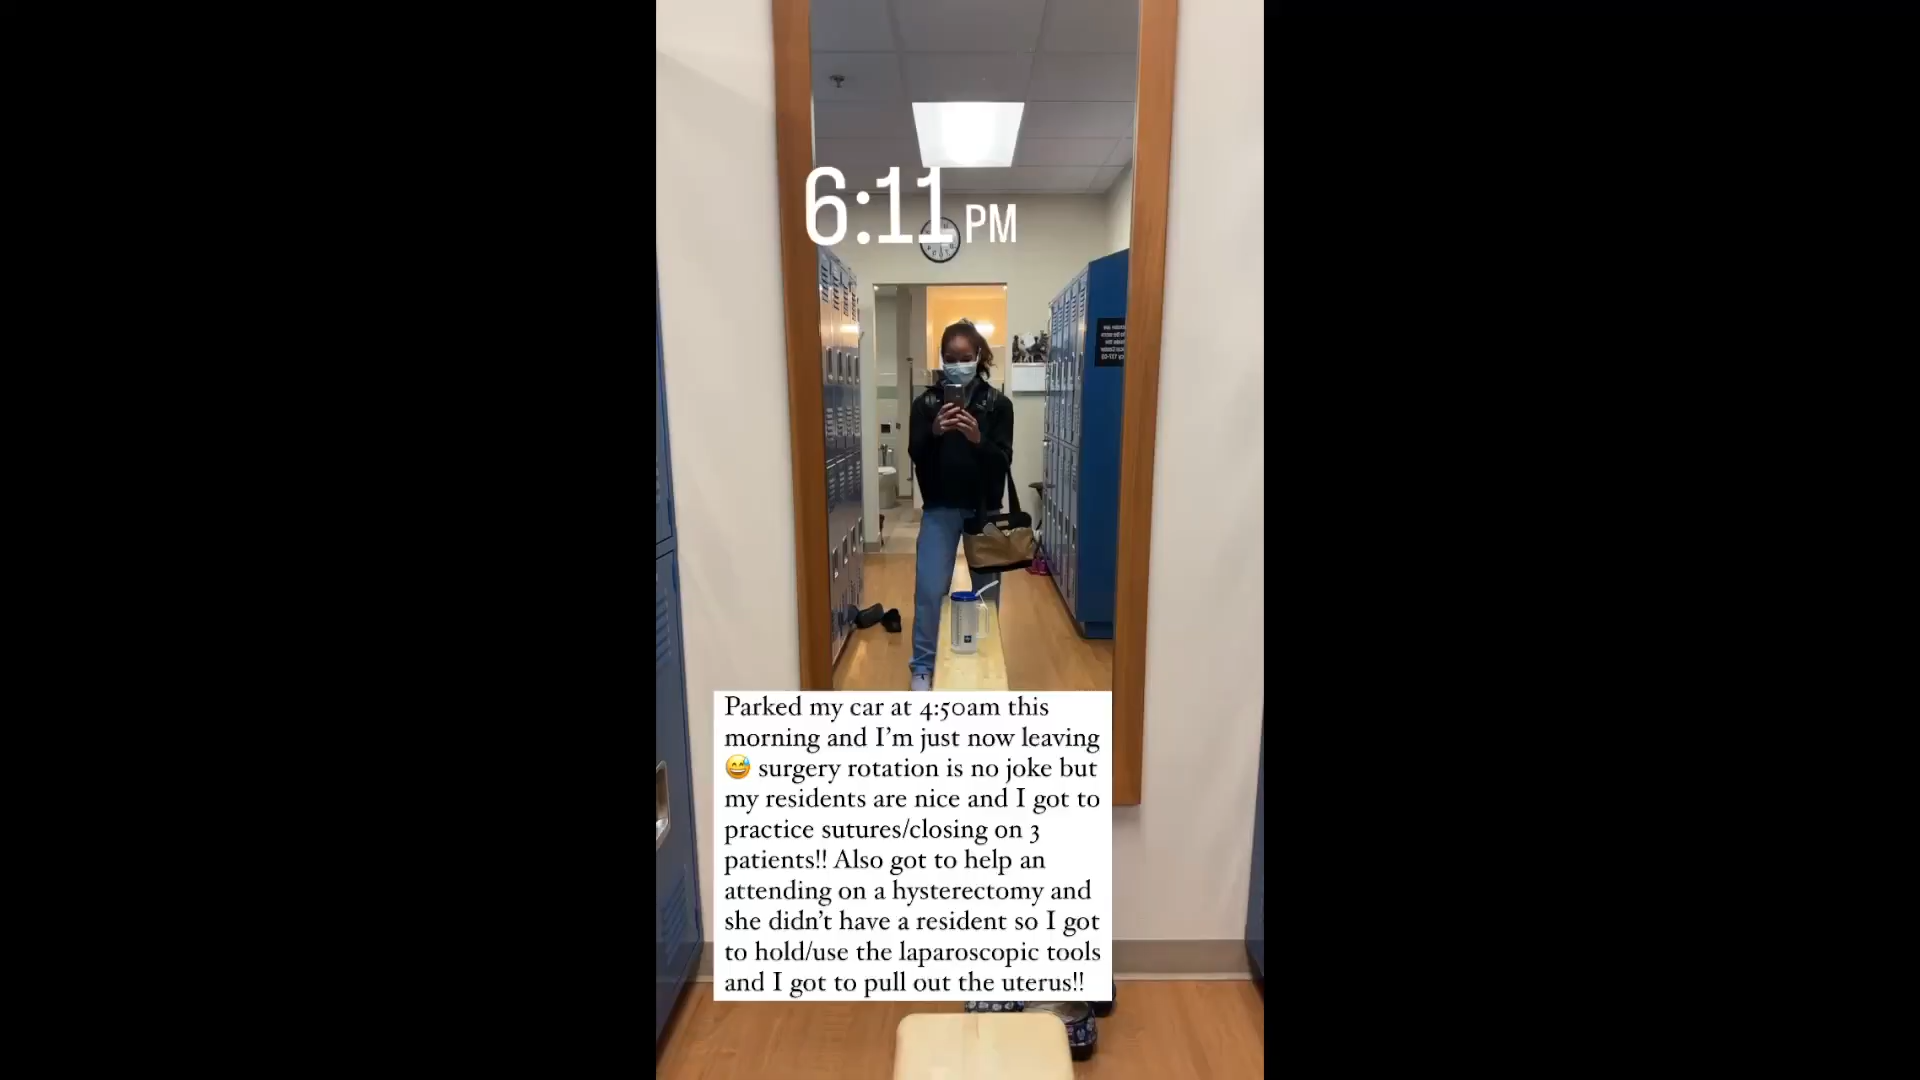 6:11 PM
Parked my car at 4:50am this
morning and I'm just now leaving
😅 surgery rotation is no joke but
my residents are nice and I got to
practice sutures/closing on 3
patients!! Also got to help an
attending on a hysterectomy and
she didn't have a resident so I got
to hold/use the laparoscopic tools
and I got to pull out the uterus!!